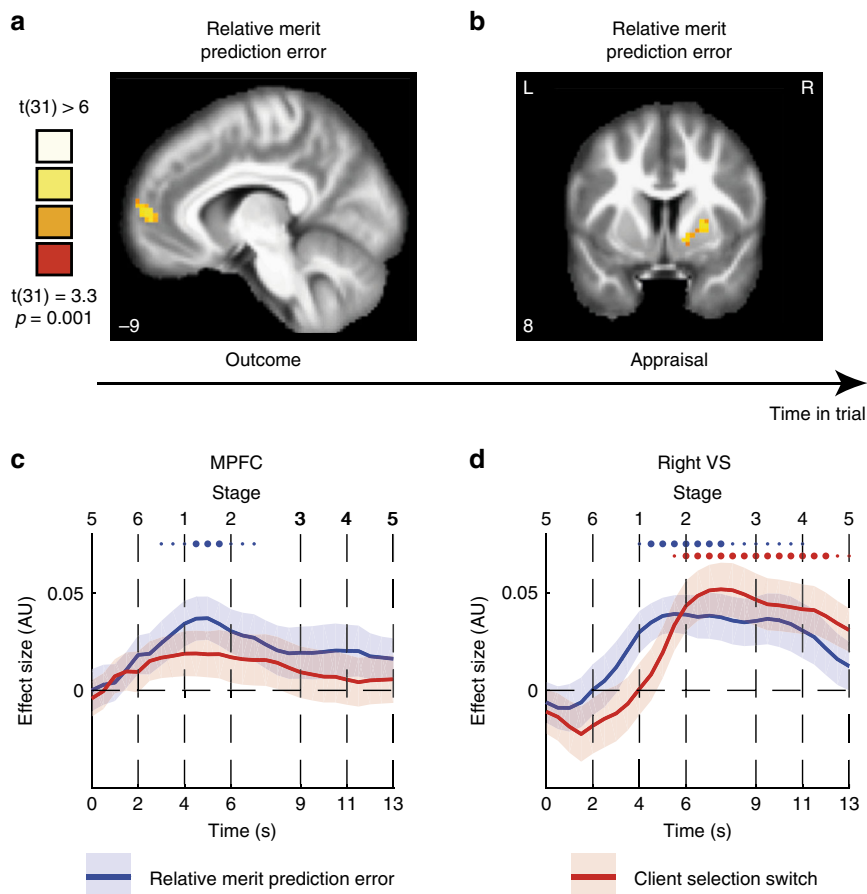 a
Relative merit
prediction error
b
Relative merit
prediction error
t(31) > 6
t(31) = 3.3
p = 0.001
–9
L
R
8
Outcome
Appraisal
Time in trial
c
MPFC
Stage
5 6 1 2 3 4 5
0.05
0
Effect size (AU)
0 2 4 6 9 11 13
Time (s)
d
Right VS
Stage
5 6 1 2 3 4 5
0.05
0
Effect size (AU)
0 2 4 6 9 11 13
Time (s)
Relative merit prediction error
Client selection switch